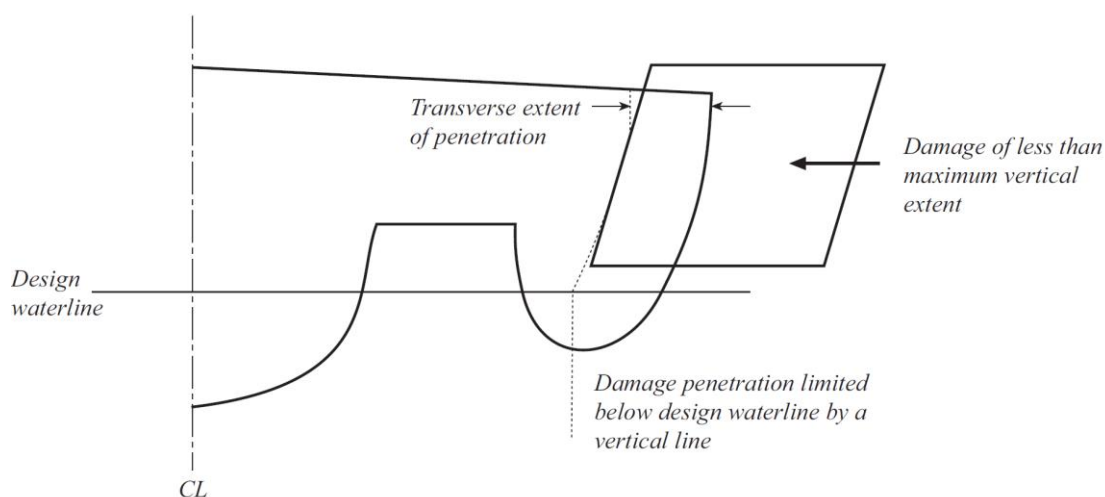 Transverse extent
of penetration
Damage of less than
maximum vertical
extent
Design
waterline
Damage penetration limited
below design waterline by a
vertical line
CL